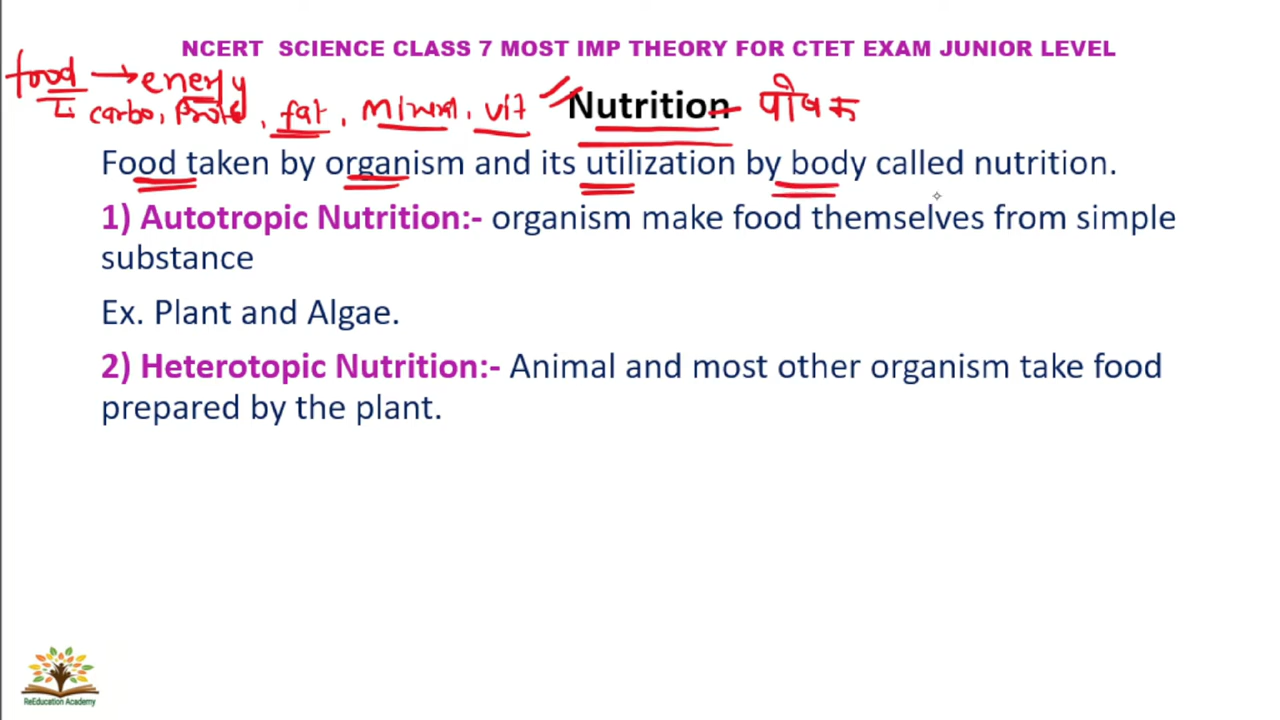 NCERT SCIENCE CLASS 7 MOST IMP THEORY FOR CTET EXAM JUNIOR LEVEL
food → energy
carbo, Prote, fat, Mineral, vit
Nutrition - पोषक
Food taken by organism and its utilization by body called nutrition.
1) Autotropic Nutrition:- organism make food themselves from simple
substance
Ex. Plant and Algae.
2) Heterotopic Nutrition:- Animal and most other organism take food
prepared by the plant.
ReEducation Academy